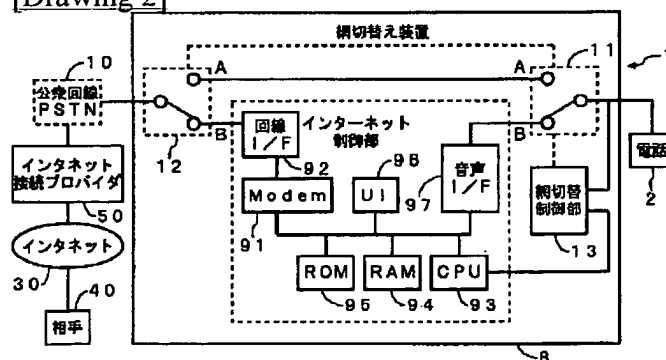 [Drawing 2]
網切替え装置
10
公衆回線
PSTN
A
A
11
B
B
12
回線
I/F
インターネット
制御部
92
98
音声
I/F
97
Modem
UI
91
網切替
制御部
13
電話
2
インタネット
接続プロバイダ
50
インタネット
30
40
相手
ROM
RAM
CPU
95
94
93
8